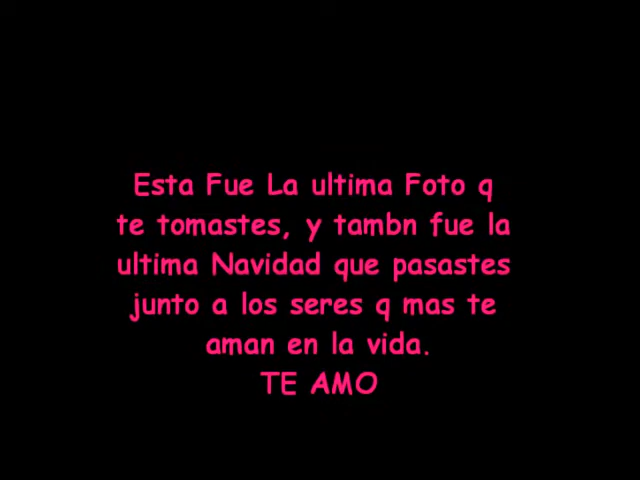 Esta Fue La ultima Foto q
te tomastes, y tambn fue la
ultima Navidad que pasastes
junto a los seres q mas te
aman en la vida.
TE AMO